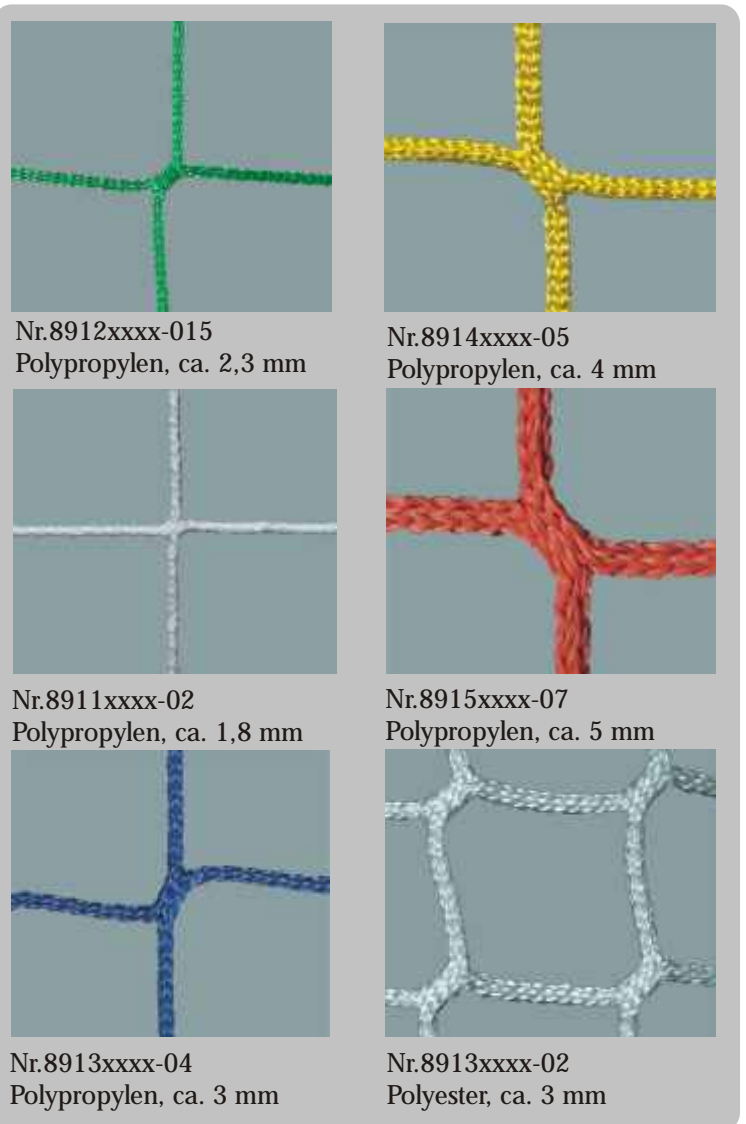 Nr.8912xxxx-015
Polypropylen, ca. 2,3 mm
Nr.8914xxxx-05
Polypropylen, ca. 4 mm
Nr.8911xxxx-02
Polypropylen, ca. 1,8 mm
Nr.8915xxxx-07
Polypropylen, ca. 5 mm
Nr.8913xxxx-04
Polypropylen, ca. 3 mm
Nr.8913xxxx-02
Polyester, ca. 3 mm